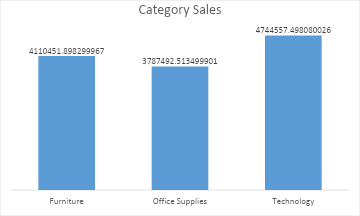 Category Sales
4744557.498080026
4110451.898299967
3787492.513499901
Furniture
Office Supplies
Technology